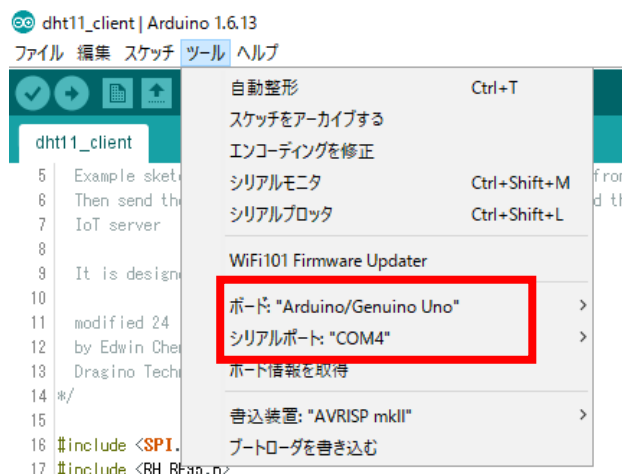 dht11_client | Arduino 1.6.13
ファイル 編集 スケッチ ツール ヘルプ
自動整形 Ctrl+T
スケッチをアーカイブする
エンコーディングを修正
シリアルモニタ Ctrl+Shift+M
シリアルプロッタ Ctrl+Shift+L
WiFi101 Firmware Updater
ボード: "Arduino/Genuino Uno"
シリアルポート: "COM4"
ボード情報を取得
書込装置: "AVRISP mkII"
ブートローダを書き込む
dht11_client
5 Example sket
6 Then send th
7 IoT server
8
9 It is design
10
11 modified 24
12 by Edwin Che
13 Dragino Tech
14 */
15
16 #include <SPI.
17 #include <RH_RF95.h>